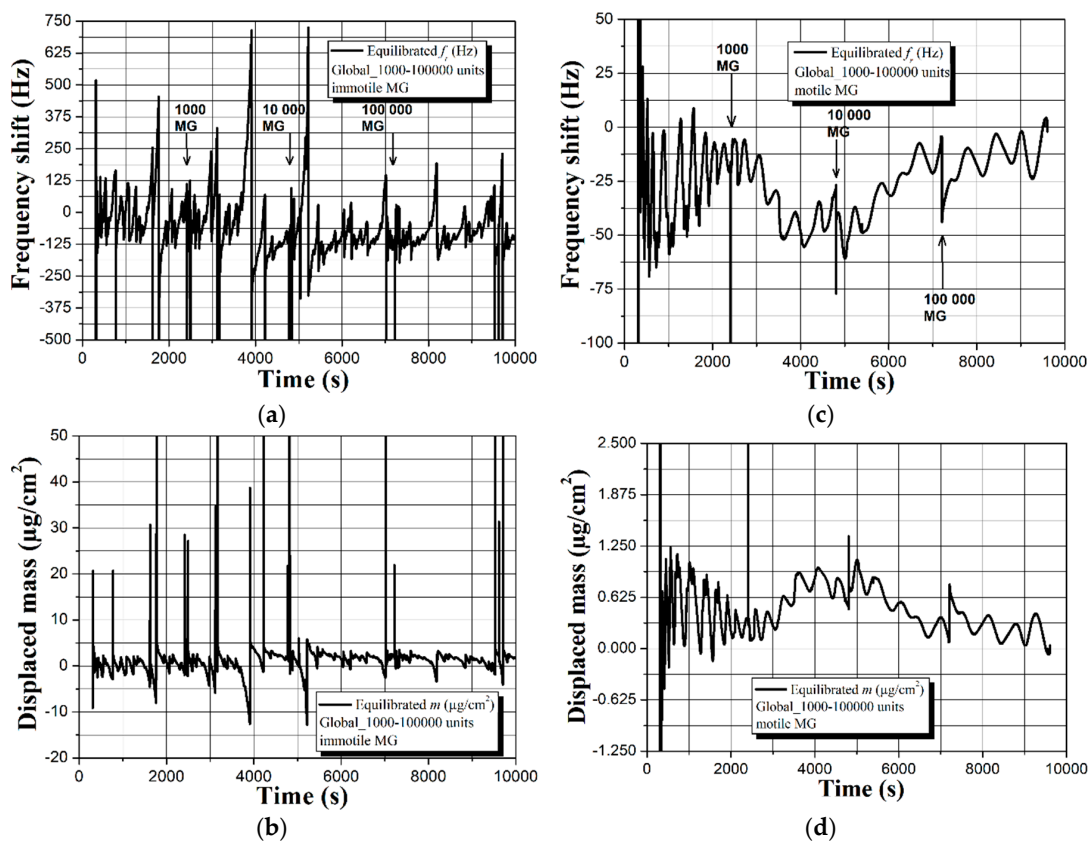 750
625
500
375
250
125
0
-125
-250
-375
-500
Frequency shift (Hz)
Equilibrated fr (Hz)
Global_1000-100000 units
immotile MG
1000
MG
10 000
MG
100 000
MG
0 2000 4000 6000 8000 10000
Time (s)
(a)
50
25
0
-25
-50
-75
-100
Frequency shift (Hz)
1000
MG
Equilibrated fr (Hz)
Global_1000-100000 units
motile MG
10 000
MG
100 000
MG
0 2000 4000 6000 8000 10000
Time (s)
(c)
50
40
30
20
10
0
-10
-20
Displaced mass (µg/cm²)
Equilibrated m (µg/cm²)
Global_1000-100000 units
immotile MG
0 2000 4000 6000 8000 10000
Time (s)
(b)
2.500
1.875
1.250
0.625
0.000
-0.625
-1.250
Displaced mass (µg/cm²)
Equilibrated m (µg/cm²)
Global_1000-100000 units
motile MG
0 2000 4000 6000 8000 10000
Time (s)
(d)